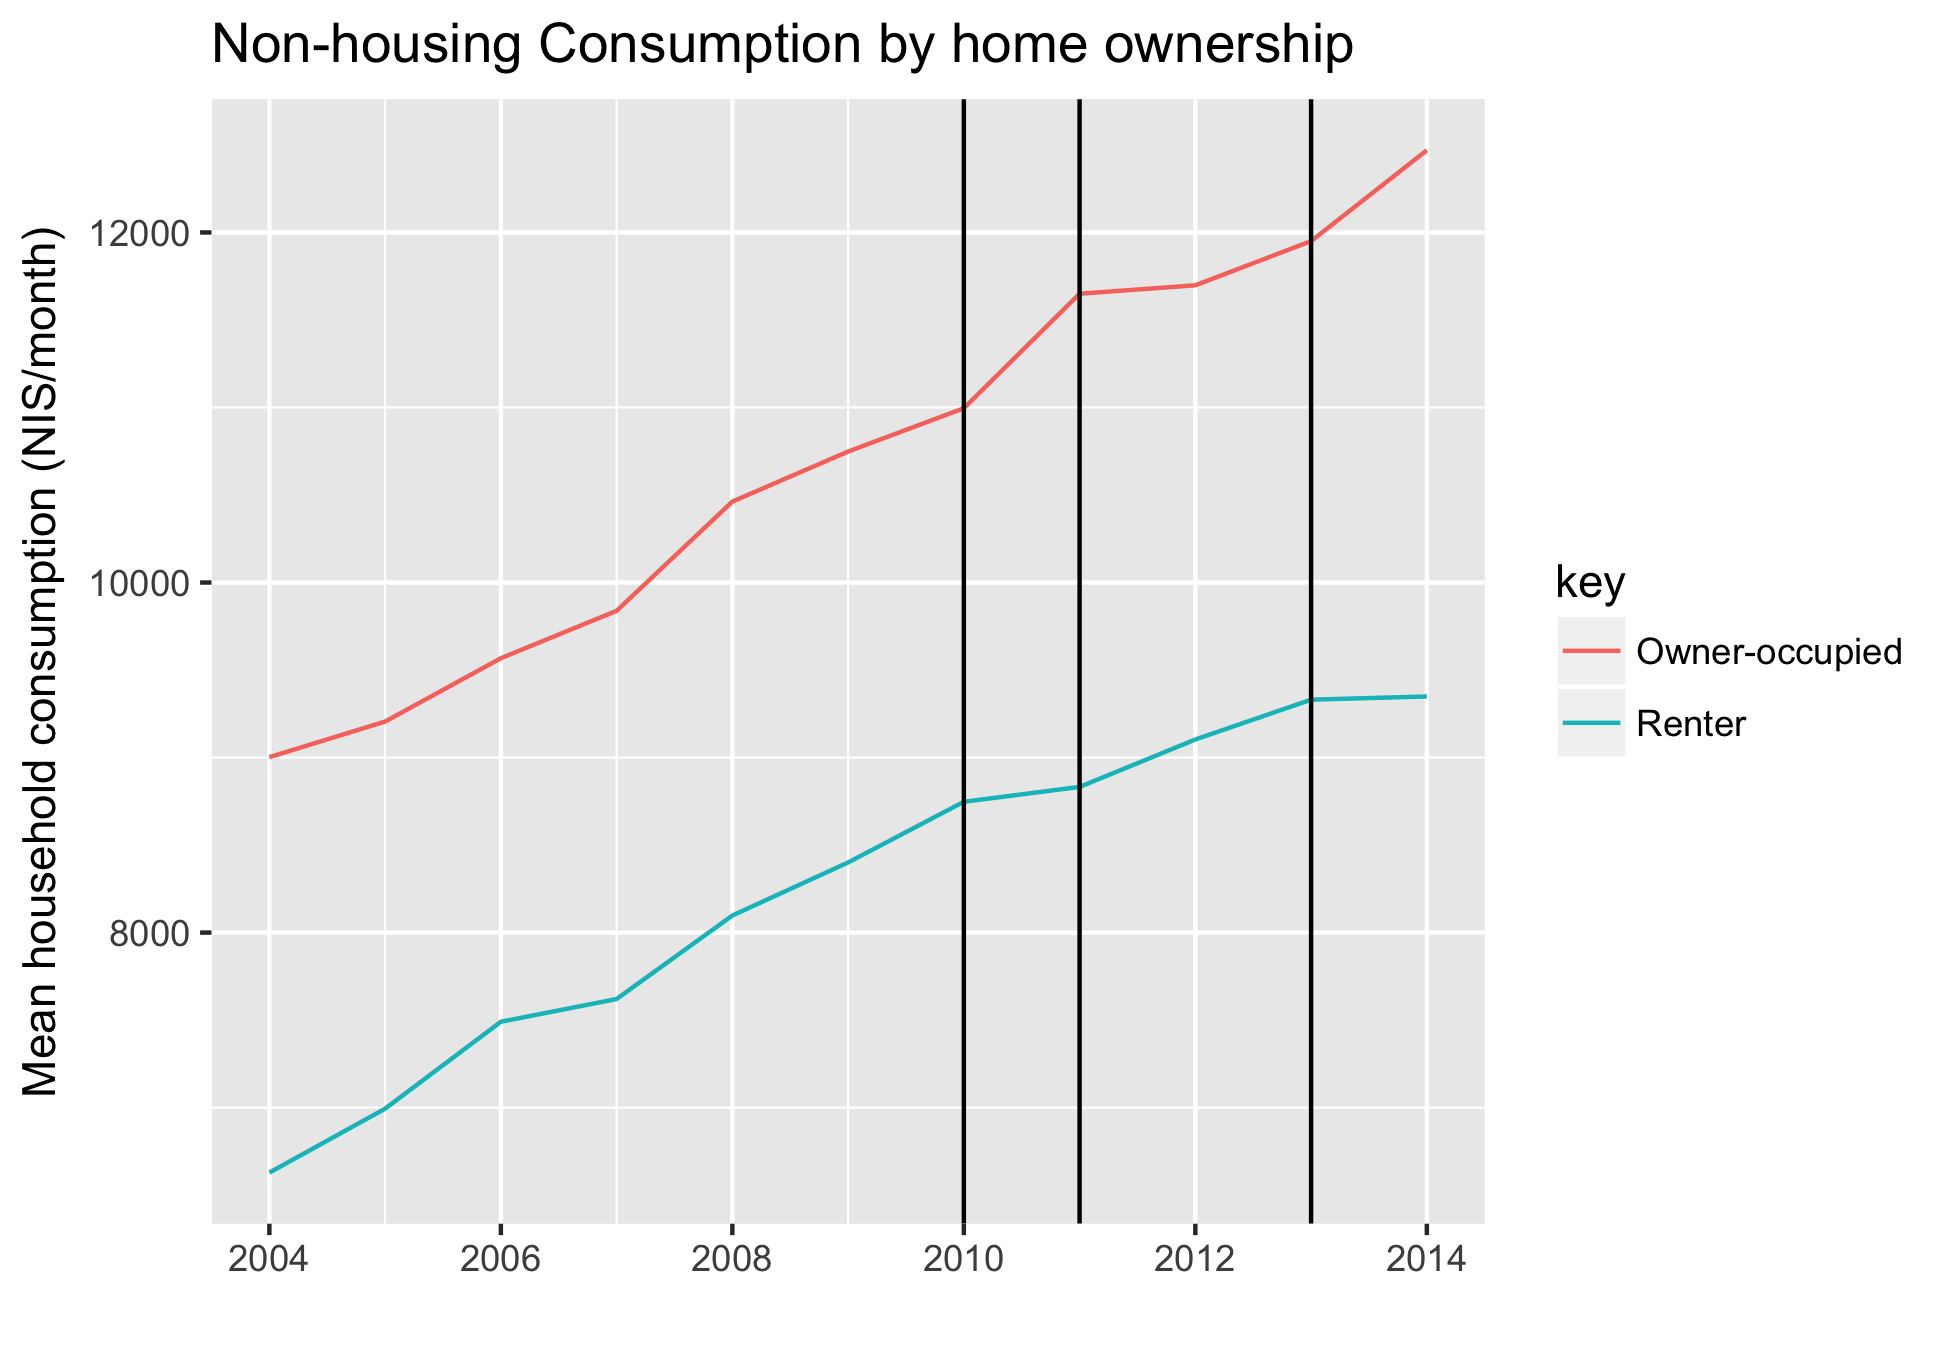 Non-housing Consumption by home ownership
Mean household consumption (NIS/month)
12000
10000
8000
2004 2006 2008 2010 2012 2014
key
Owner-occupied
Renter